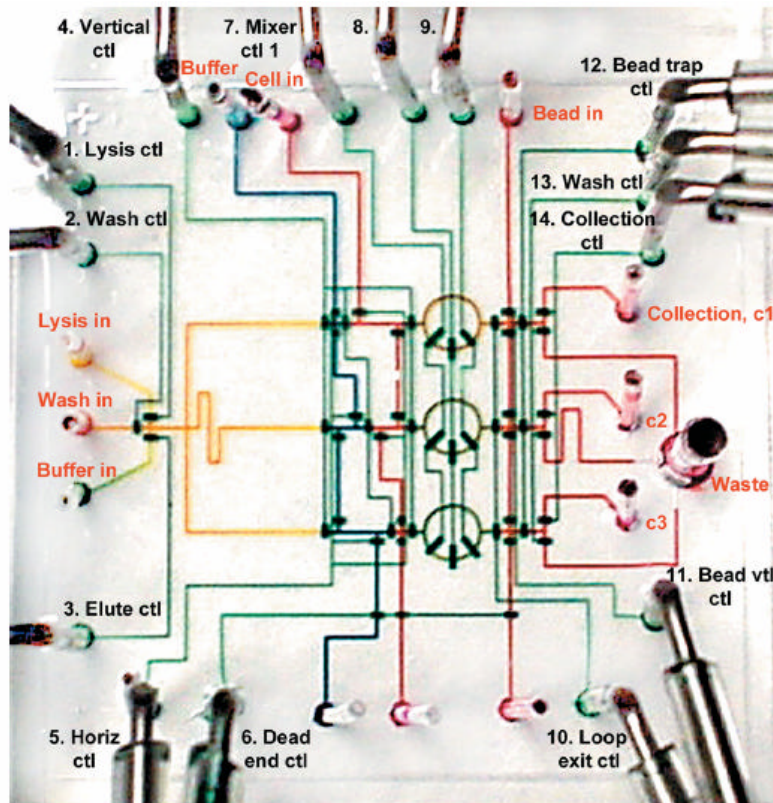 4. Vertical
ctl
7. Mixer
ctl 1
8.
9.
Buffer
Cell in
Bead in
12. Bead trap
ctl
1. Lysis ctl
13. Wash ctl
2. Wash ctl
14. Collection
ctl
Lysis in
Collection, c1
Wash in
c2
Buffer in
Waste
c3
3. Elute ctl
11. Bead vtl
ctl
5. Horiz
ctl
6. Dead
end ctl
10. Loop
exit ctl